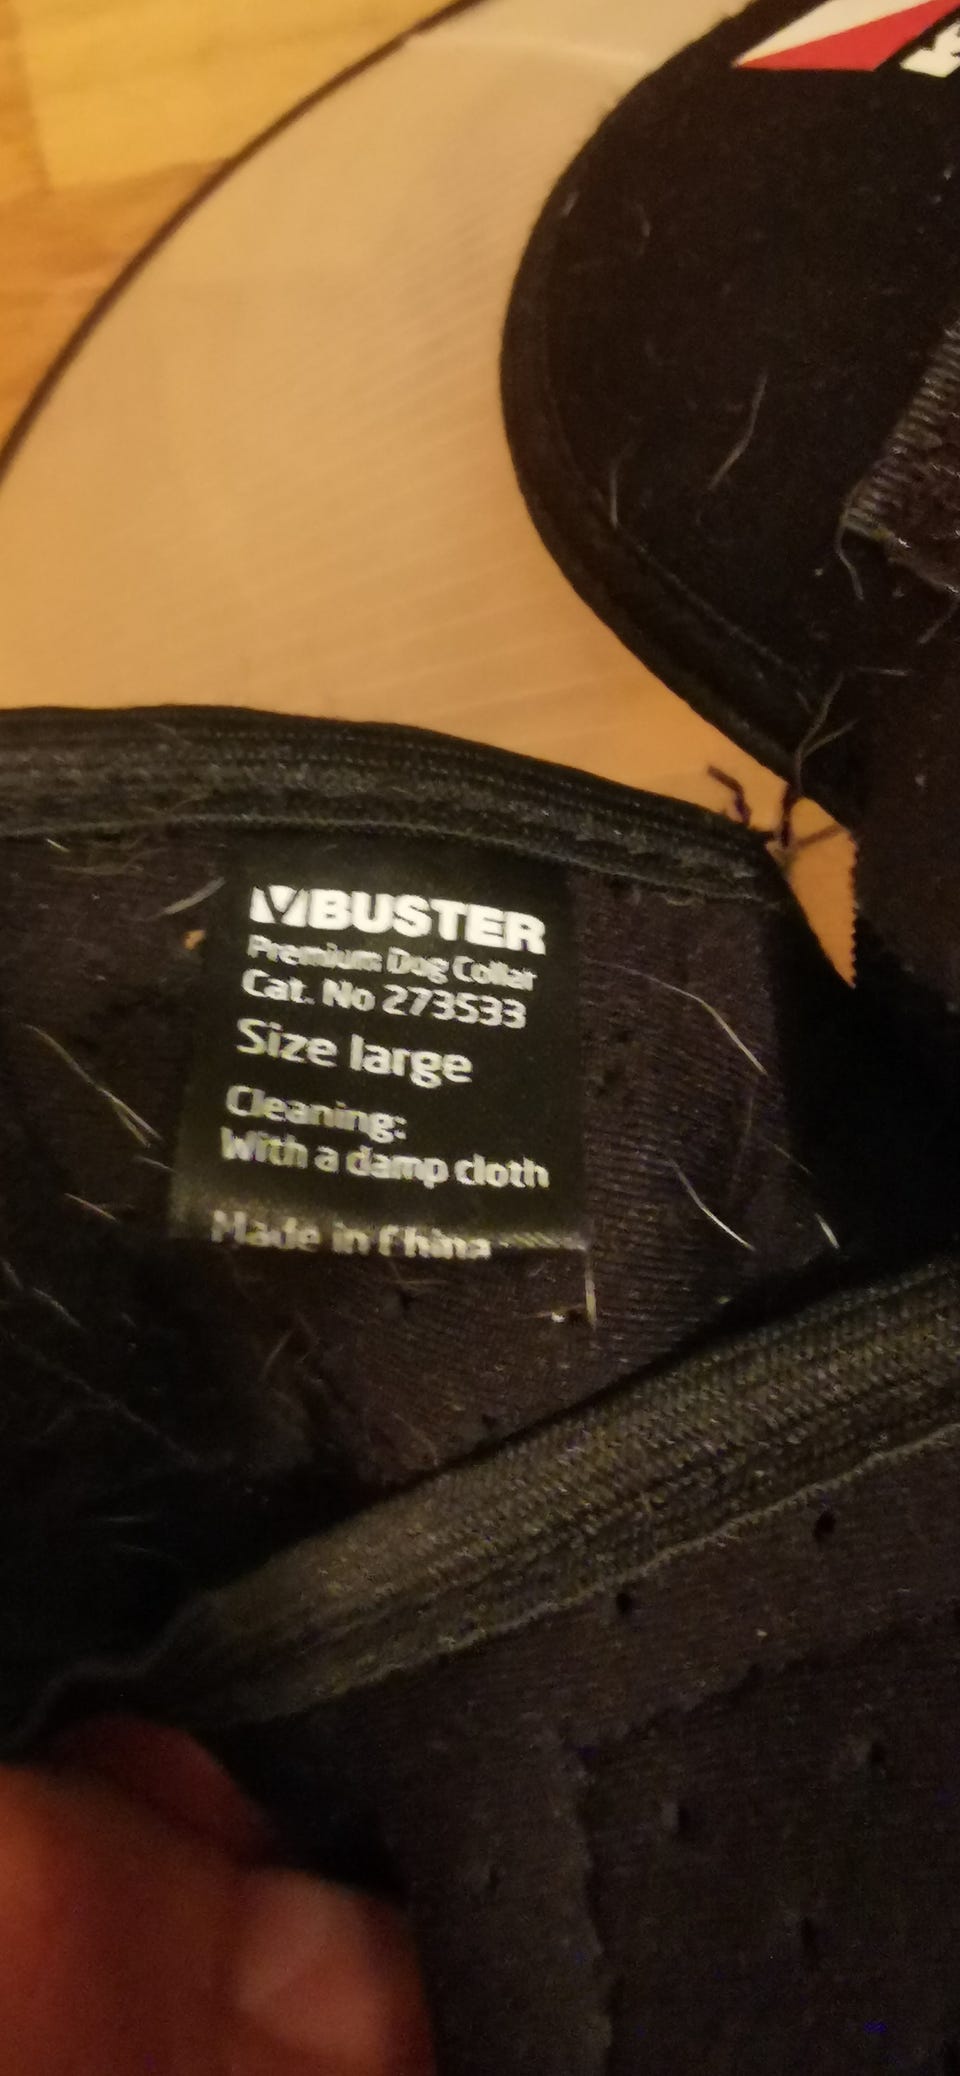 BUSTER
Premium Dog Collar
Cat. No 273533
Size large
Cleaning:
With a damp cloth
Made in China